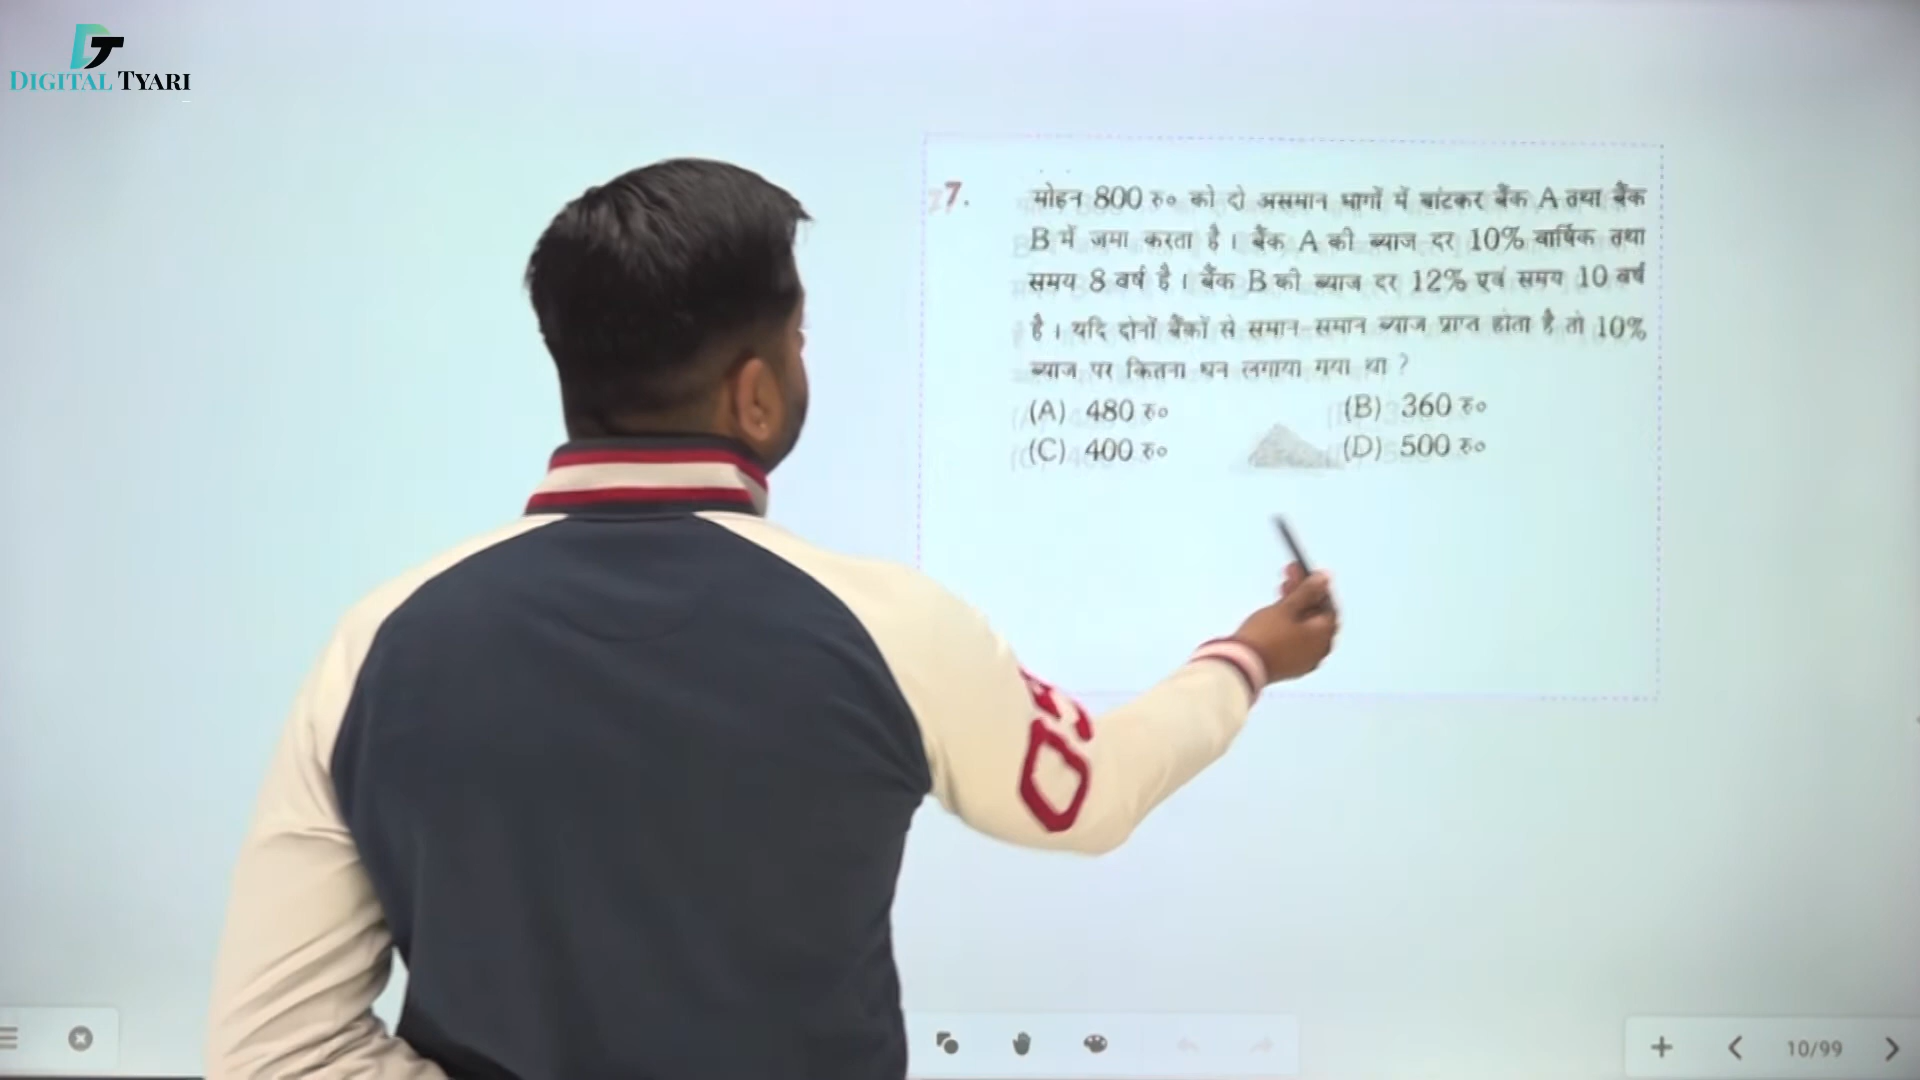 DIGITAL TYARI
7. मोहन 800 रु० को दो असमान भागों में बांटकर बैंक A तथा बैंक
B में जमा करता है। बैंक A की ब्याज दर 10% वार्षिक तथा
समय 8 वर्ष है। बैंक B की ब्याज दर 12% एवं समय 10 वर्ष
है। यदि दोनों बैंकों से समान-समान ब्याज प्राप्त होता है तो 10%
ब्याज पर कितना धन लगाया गया था ?
(A) 480 रु० (B) 360 रु०
(C) 400 रु० (D) 500 रु०
10/99